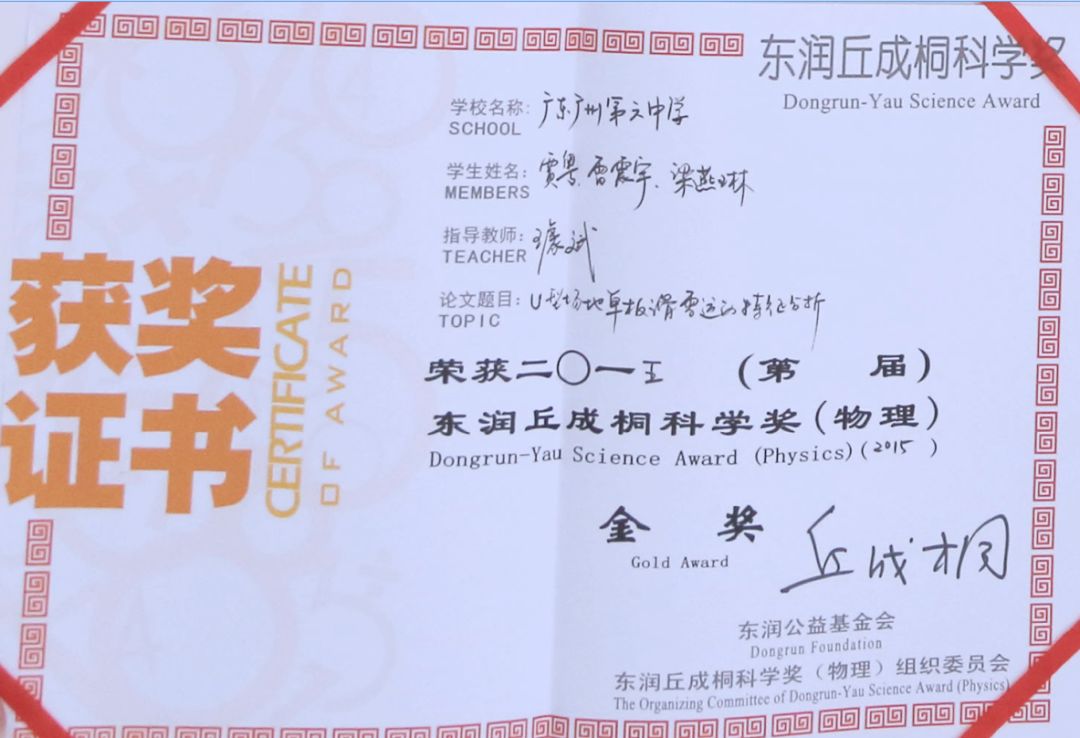 东润丘成桐科学奖
Dongrun-Yau Science Award
学校名称: 广东广州第六中学
SCHOOL
学生姓名: 贾粤、雷震宇、梁燕琳
MEMBERS
指导教师:
TEACHER
论文题目: U型场地单板滑雪运动特征分析
TOPIC
获奖
证书
CERTIFICATE
OF AWARD
荣获二〇一五 (第 届)
东润丘成桐科学奖(物理)
Dongrun-Yau Science Award (Physics)(2015 )
金 奖
Gold Award
丘成桐
东润公益基金会
Dongrun Foundation
东润丘成桐科学奖(物理)组织委员会
The Organizing Committee of Dongrun-Yau Science Award (Physics)